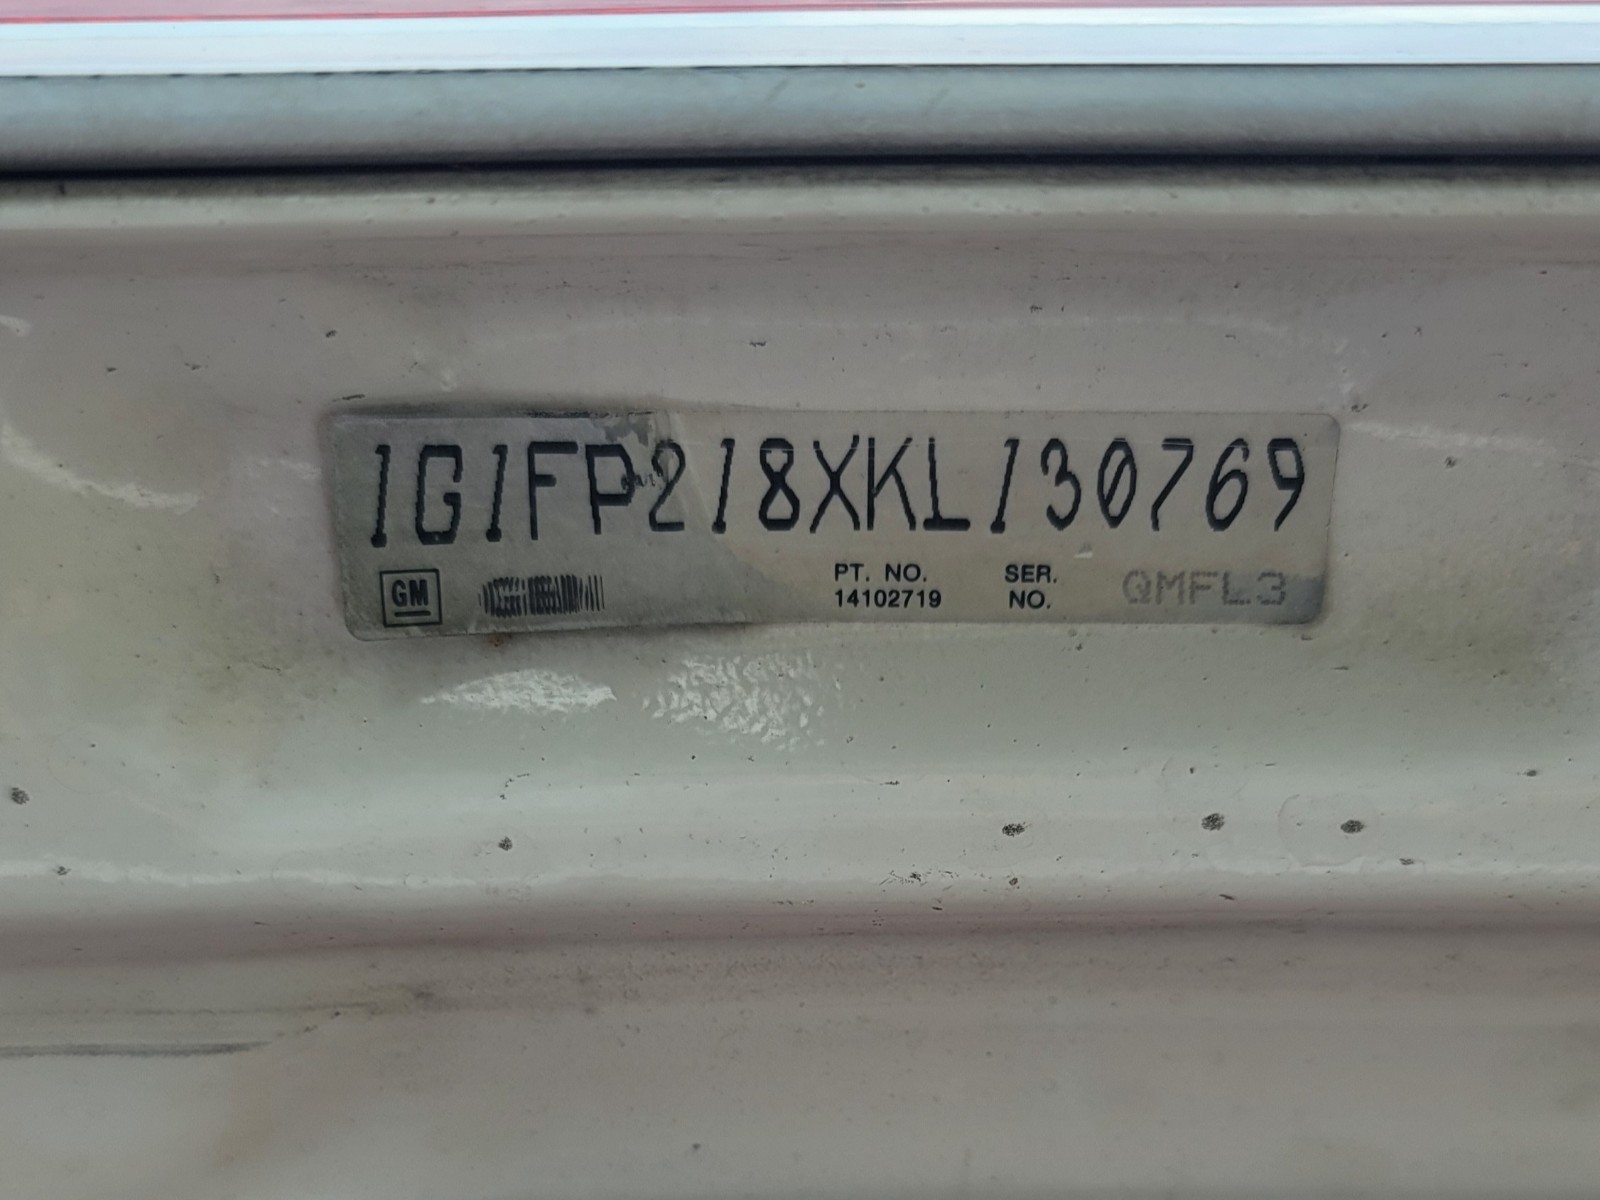 1G1FP218XKL130769
GM
PT. NO. SER.
14102719 NO. QMFL3